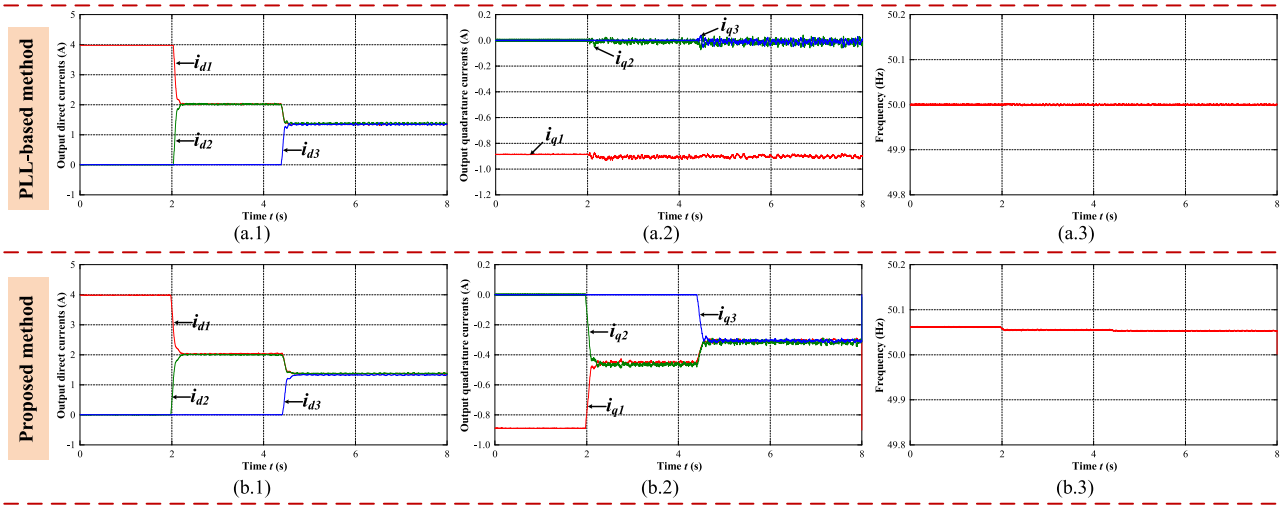 PLL-based method
Output direct currents (A)
5
4
3
2
1
0
-1
i_d1
i_d2
i_d3
0 2 4 6 8
Time t (s)
(a.1)
Output quadrature currents (A)
0.2
0.0
-0.2
-0.4
-0.6
-0.8
-1.0
-1.2
i_q3
i_q2
i_q1
0 2 4 6 8
Time t (s)
(a.2)
Frequency (Hz)
50.2
50.1
50.0
49.9
49.8
0 2 4 6 8
Time t (s)
(a.3)
Proposed method
Output direct currents (A)
5
4
3
2
1
0
-1
i_d1
i_d2
i_d3
0 2 4 6 8
Time t (s)
(b.1)
Output quadrature currents (A)
0.2
0.0
-0.2
-0.4
-0.6
-0.8
-1.0
i_q2
i_q3
i_q1
0 2 4 6 8
Time t (s)
(b.2)
Frequency (Hz)
50.2
50.1
50.0
49.9
49.8
0 2 4 6 8
Time t (s)
(b.3)